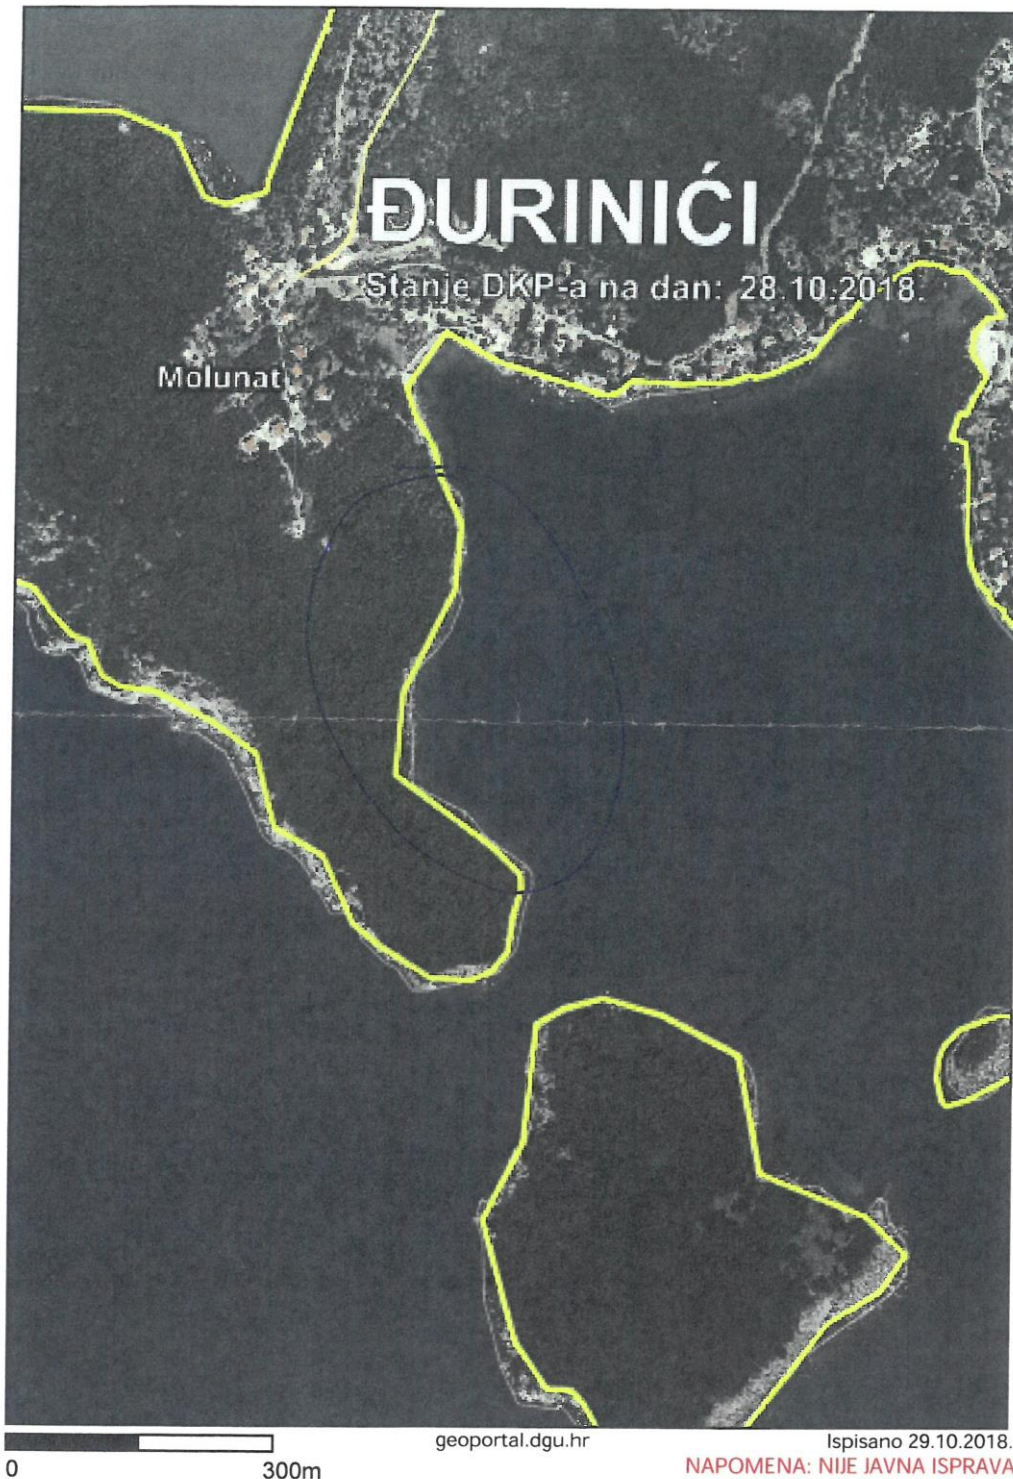 ĐURINIĆI
Stanje DKP-a na dan: 28.10.2018.
Molunat
geoportal.dgu.hr
Ispisano 29.10.2018.
0 300m
NAPOMENA: NIJE JAVNA ISPRAVA